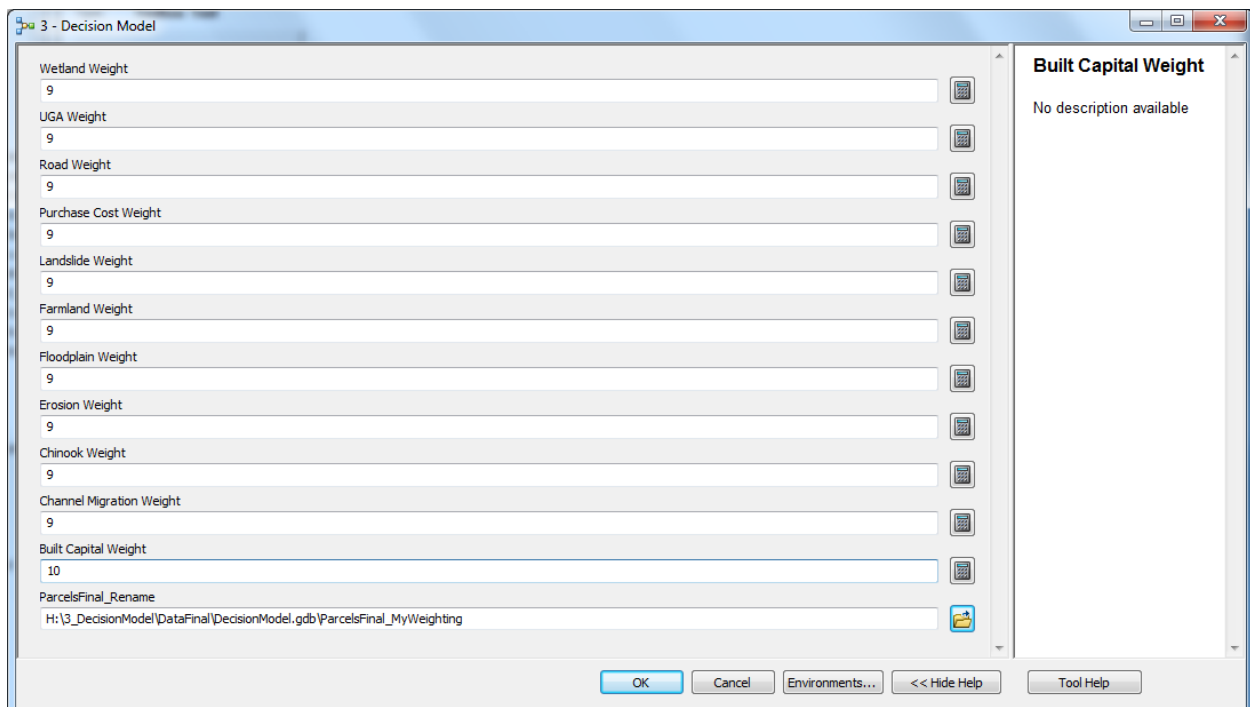 3 - Decision Model
Wetland Weight
9
UGA Weight
9
Road Weight
9
Purchase Cost Weight
9
Landslide Weight
9
Farmland Weight
9
Floodplain Weight
9
Erosion Weight
9
Chinook Weight
9
Channel Migration Weight
9
Built Capital Weight
10
ParcelsFinal_Rename
H:\3_DecisionModel\DataFinal\DecisionModel.gdb\ParcelsFinal_MyWeighting
Built Capital Weight
No description available
OK Cancel Environments... << Hide Help Tool Help